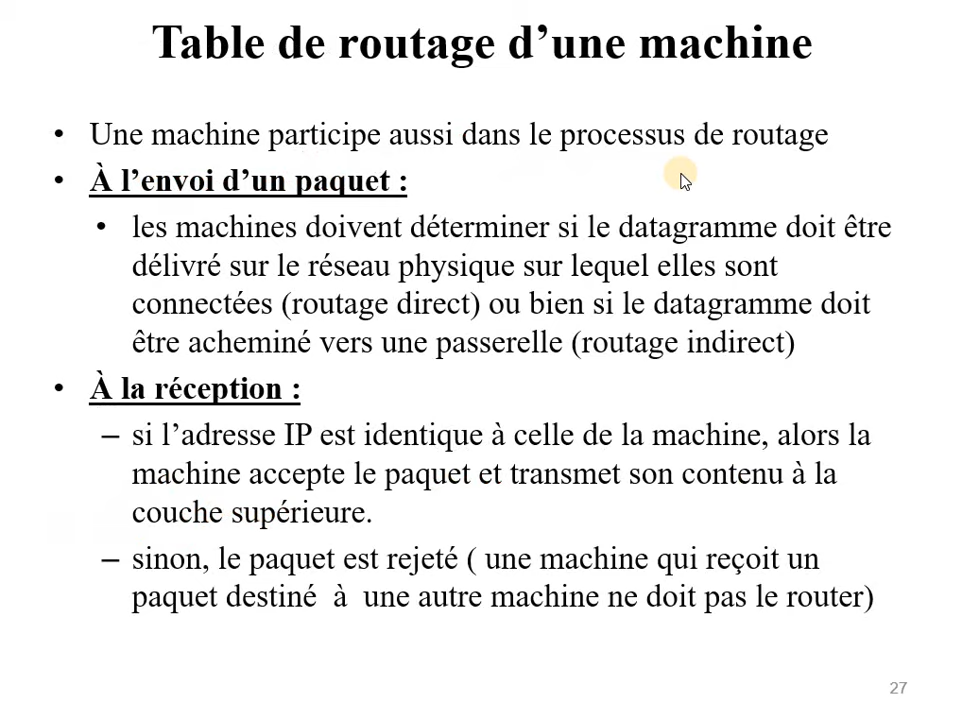 Table de routage d’une machine
• Une machine participe aussi dans le processus de routage
• À l’envoi d’un paquet :
• les machines doivent déterminer si le datagramme doit être
délivré sur le réseau physique sur lequel elles sont
connectées (routage direct) ou bien si le datagramme doit
être acheminé vers une passerelle (routage indirect)
• À la réception :
– si l’adresse IP est identique à celle de la machine, alors la
machine accepte le paquet et transmet son contenu à la
couche supérieure.
– sinon, le paquet est rejeté ( une machine qui reçoit un
paquet destiné à une autre machine ne doit pas le router)
27